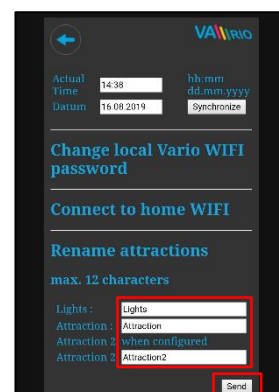 VARIO
Actual Time 14:38 hh:mm
dd.mm.yyyy
Datum 16.08.2019 Synchronize
Change local Vario WIFI
password
Connect to home WIFI
Rename attractions
max. 12 characters
Lights : Lights
Attraction : Attraction
Attraction 2 when configured
Attraction 2 Attraction2
Send